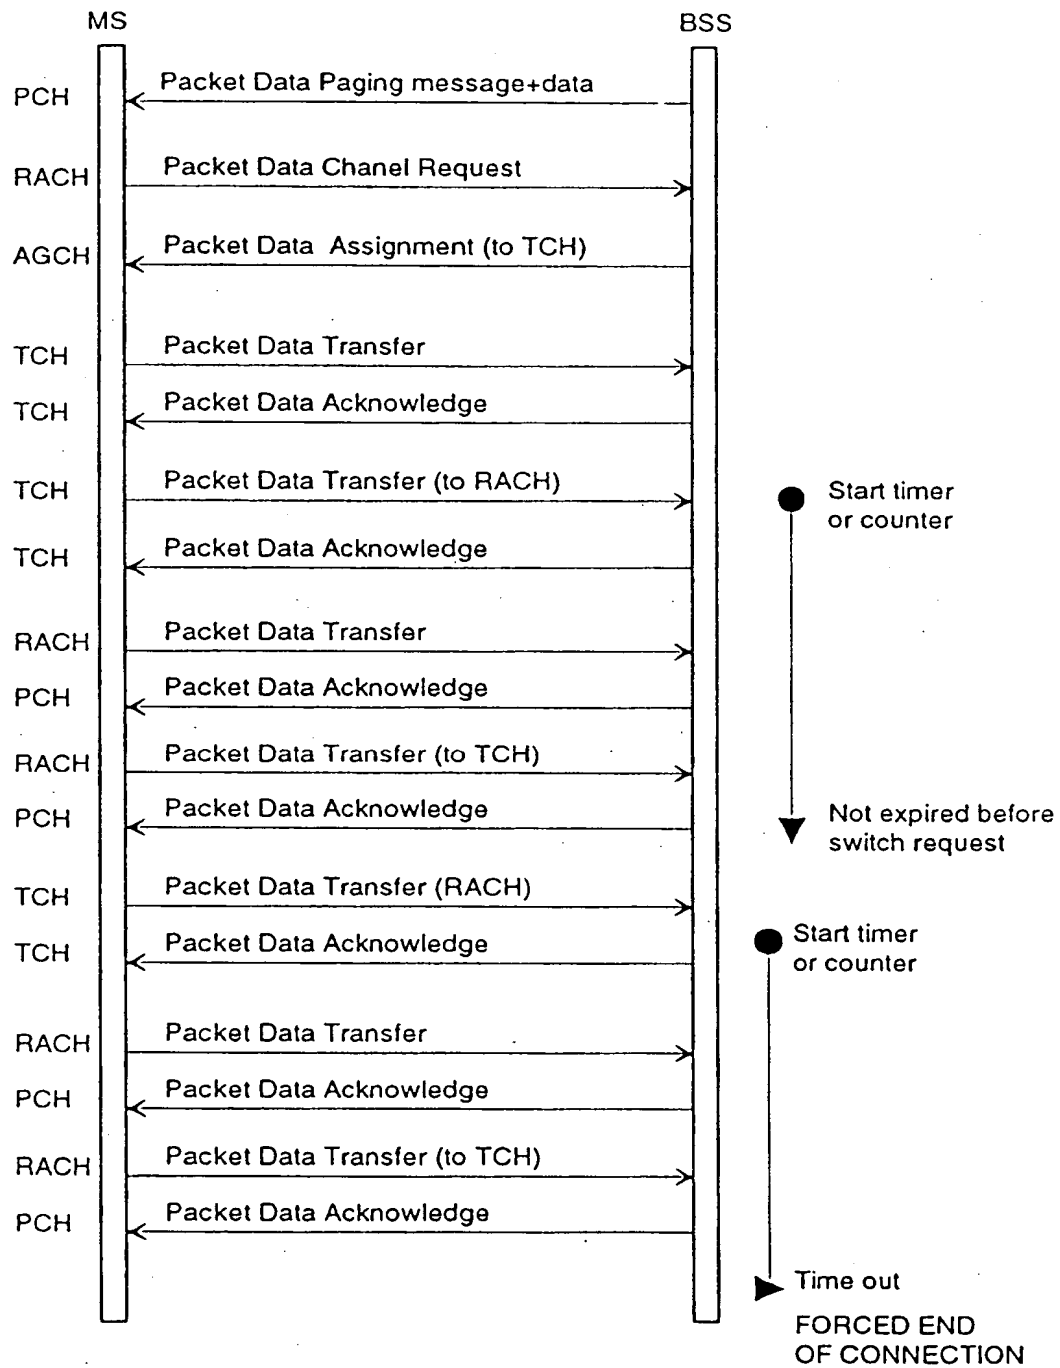 MS BSS
PCH Packet Data Paging message+data
RACH Packet Data Chanel Request
AGCH Packet Data Assignment (to TCH)
TCH Packet Data Transfer
TCH Packet Data Acknowledge
TCH Packet Data Transfer (to RACH) Start timer
or counter
TCH Packet Data Acknowledge
RACH Packet Data Transfer
PCH Packet Data Acknowledge
RACH Packet Data Transfer (to TCH)
PCH Packet Data Acknowledge Not expired before
switch request
TCH Packet Data Transfer (RACH)
TCH Packet Data Acknowledge Start timer
or counter
RACH Packet Data Transfer
PCH Packet Data Acknowledge
RACH Packet Data Transfer (to TCH)
PCH Packet Data Acknowledge
Time out
FORCED END
OF CONNECTION